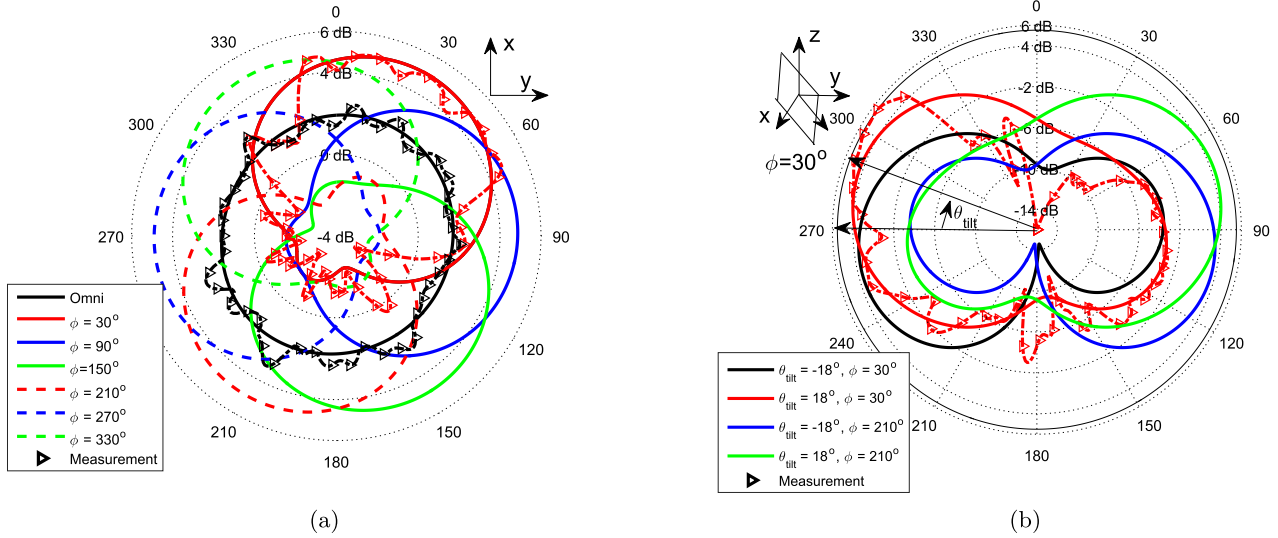 0
330
30
6 dB
4 dB
x
y
300
60
0 dB
270
-4 dB
90
240
120
210
150
180
Omni
ϕ = 30°
ϕ = 90°
ϕ=150°
ϕ = 210°
ϕ = 270°
ϕ = 330°
Measurement
(a)
0
330
30
6 dB
4 dB
z
y
x
300
ϕ=30°
-2 dB
60
-6 dB
-10 dB
-14 dB
θtilt
270
90
240
120
210
150
180
θtilt = -18°, ϕ = 30°
θtilt = 18°, ϕ = 30°
θtilt = -18°, ϕ = 210°
θtilt = 18°, ϕ = 210°
Measurement
(b)